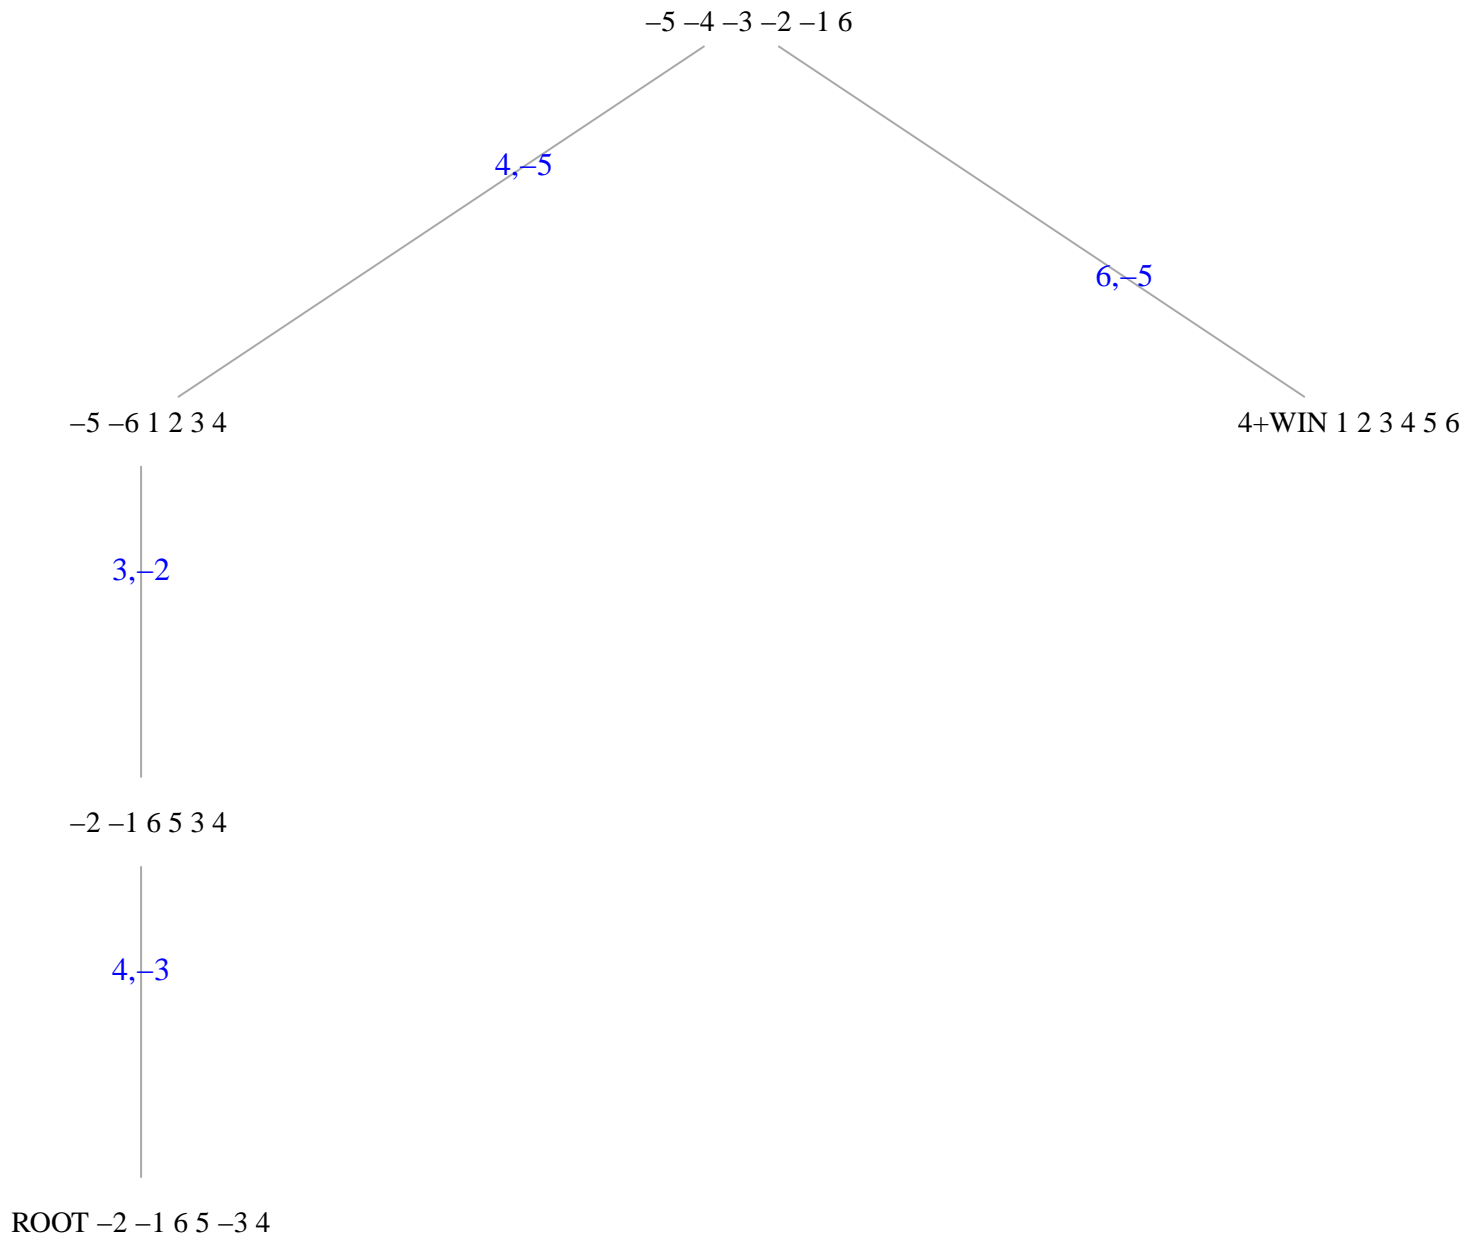 –5 –4 –3 –2 –1 6
4,–5
6,–5
–5 –6 1 2 3 4
4+WIN 1 2 3 4 5 6
3,–2
–2 –1 6 5 3 4
4,–3
ROOT –2 –1 6 5 –3 4